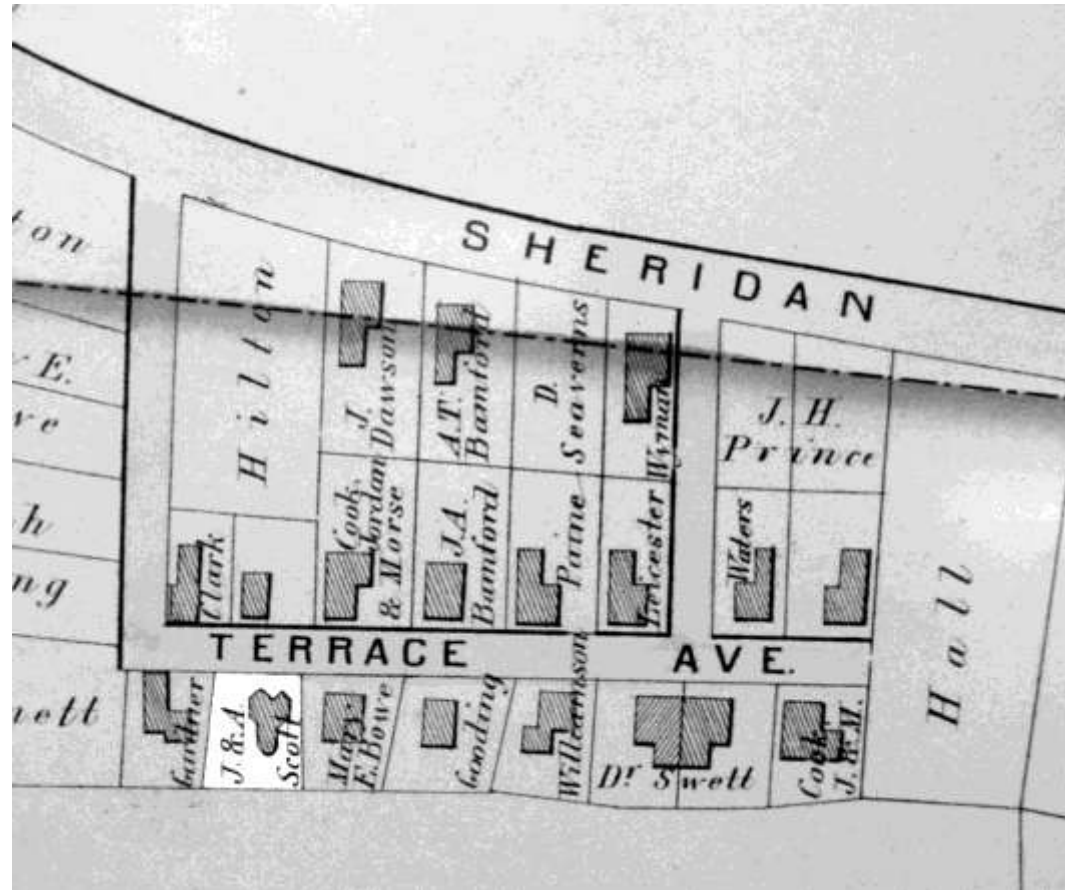 SHERIDAN
ton
E.
ve
h
ng
nett
Hilton
J.
Dawson
A.T.
Bamford
D.
Seaverns
Wyman
J. H.
Prince
Clark
Cook,
Jordan
& Morse
J.A.
Bamford
Paine
Leicester
Waters
Hall
TERRACE AVE.
Gardner
J. & A.
Scott
Mary
E. Bowe
Gooding
Williamson
Dr Swett
Cook
J. & M.